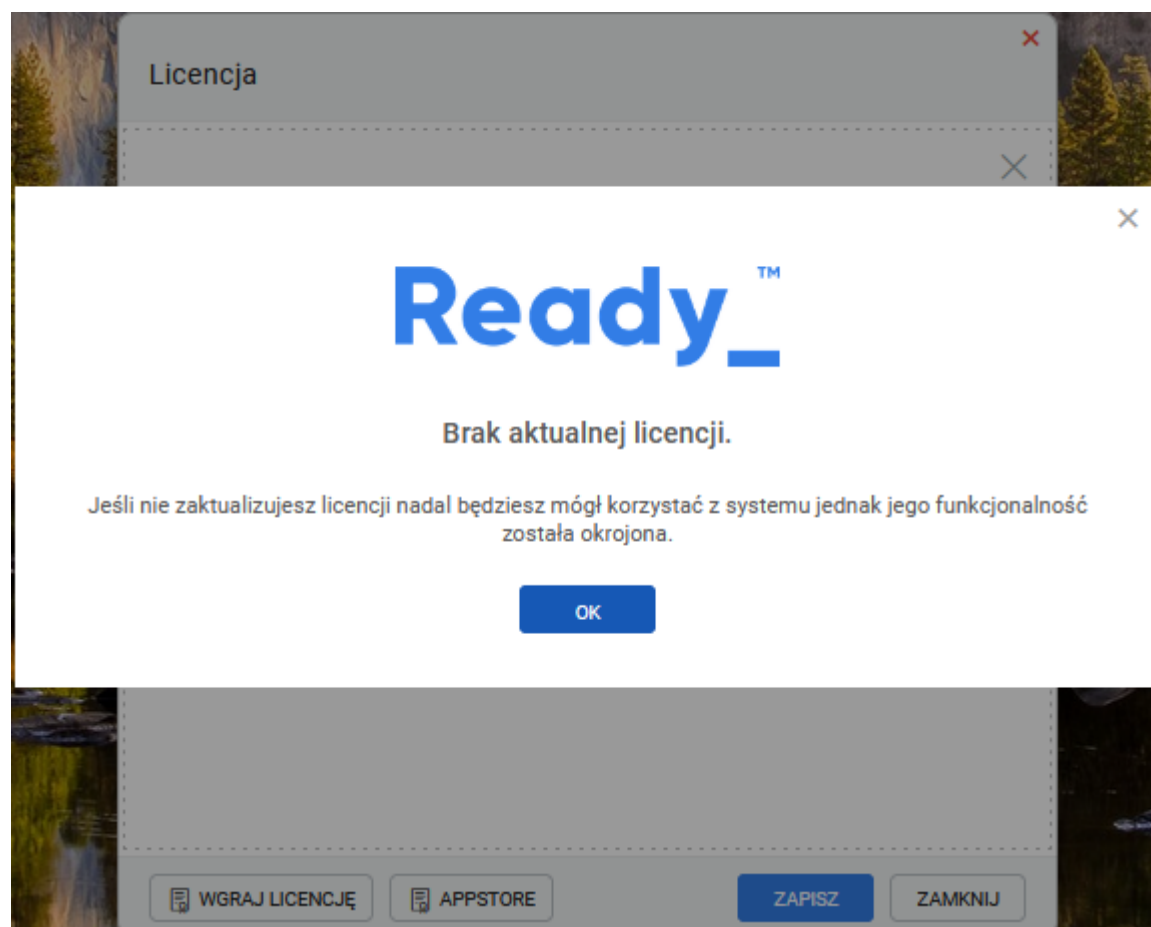 Licencja
Ready_™
Brak aktualnej licencji.
Jeśli nie zaktualizujesz licencji nadal będziesz mógł korzystać z systemu jednak jego funkcjonalność
została okrojona.
OK
WGRAJ LICENCJĘ APPSTORE ZAPISZ ZAMKNIJ